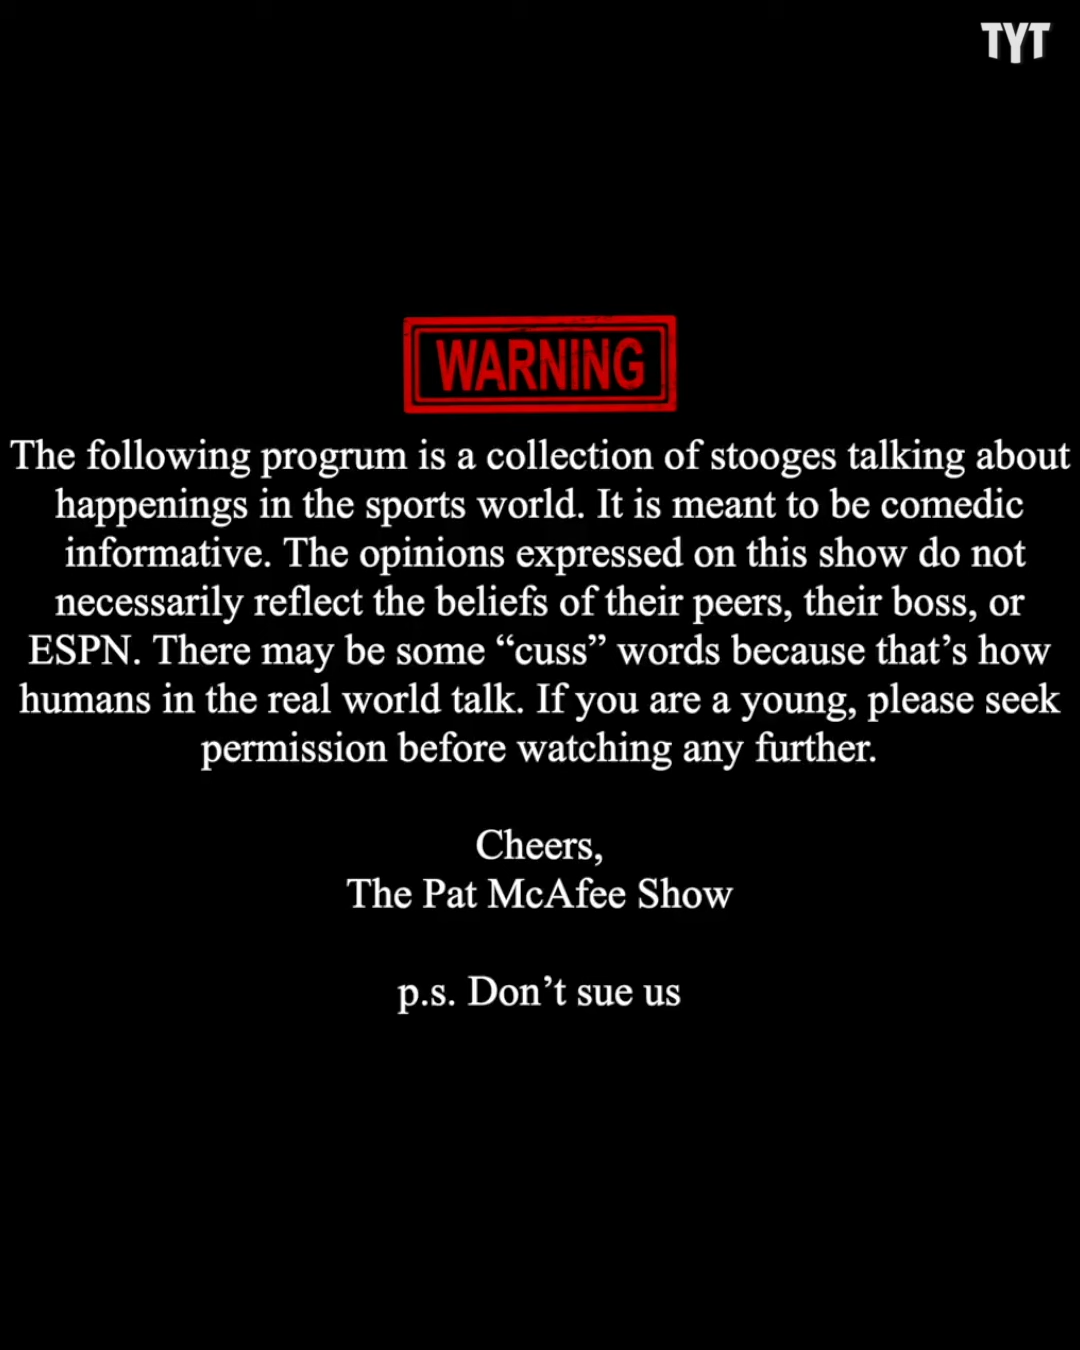 TYT
WARNING
The following progrum is a collection of stooges talking about
happenings in the sports world. It is meant to be comedic
informative. The opinions expressed on this show do not
necessarily reflect the beliefs of their peers, their boss, or
ESPN. There may be some “cuss” words because that’s how
humans in the real world talk. If you are a young, please seek
permission before watching any further.
Cheers,
The Pat McAfee Show
p.s. Don’t sue us